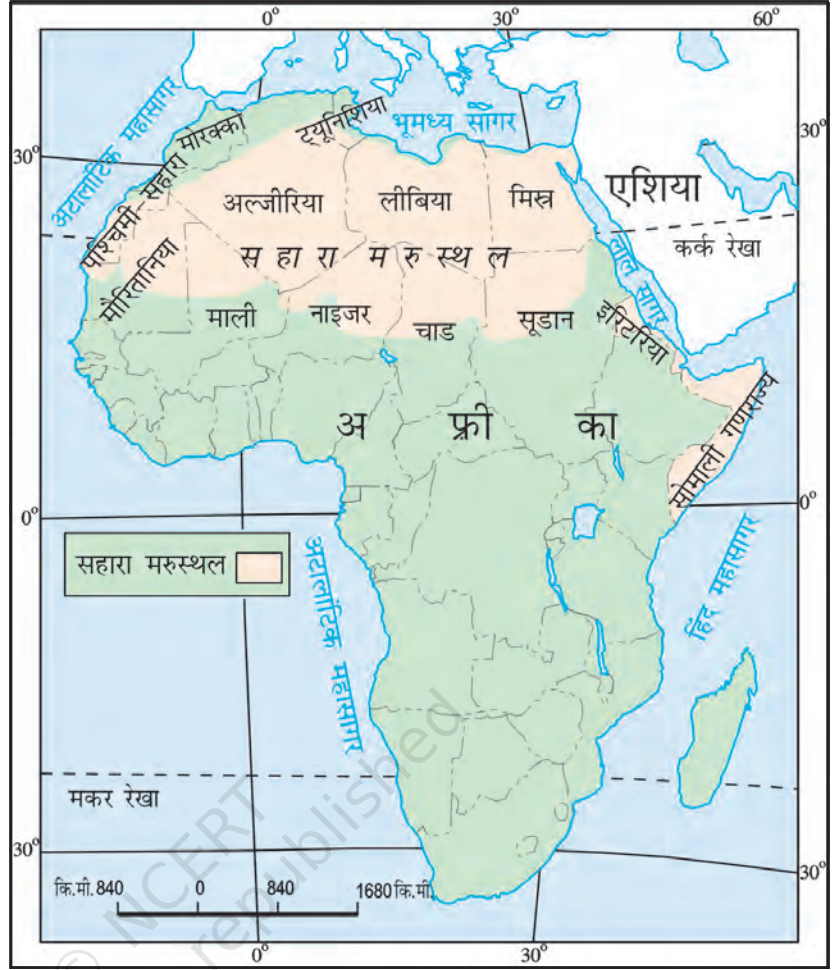 0° 30° 60°
अटलांटिक महासागर
मोरक्को
ट्यूनिशिया
भूमध्य सागर
30° 30°
पश्चिमी सहारा
अल्जीरिया लीबिया मिस्र
एशिया
कर्क रेखा
मौरितानिया
सहारा मरुस्थल
लाल सागर
माली नाइजर चाड सूडान
इरिटिरिया
अफ्रीका
सोमाली गणराज्य
0° 0°
सहारा मरुस्थल
अटलांटिक महासागर
हिंद महासागर
मकर रेखा
30° 30°
कि.मी. 840 0 840 1680 कि.मी.
0° 30°
© NCERT
republished